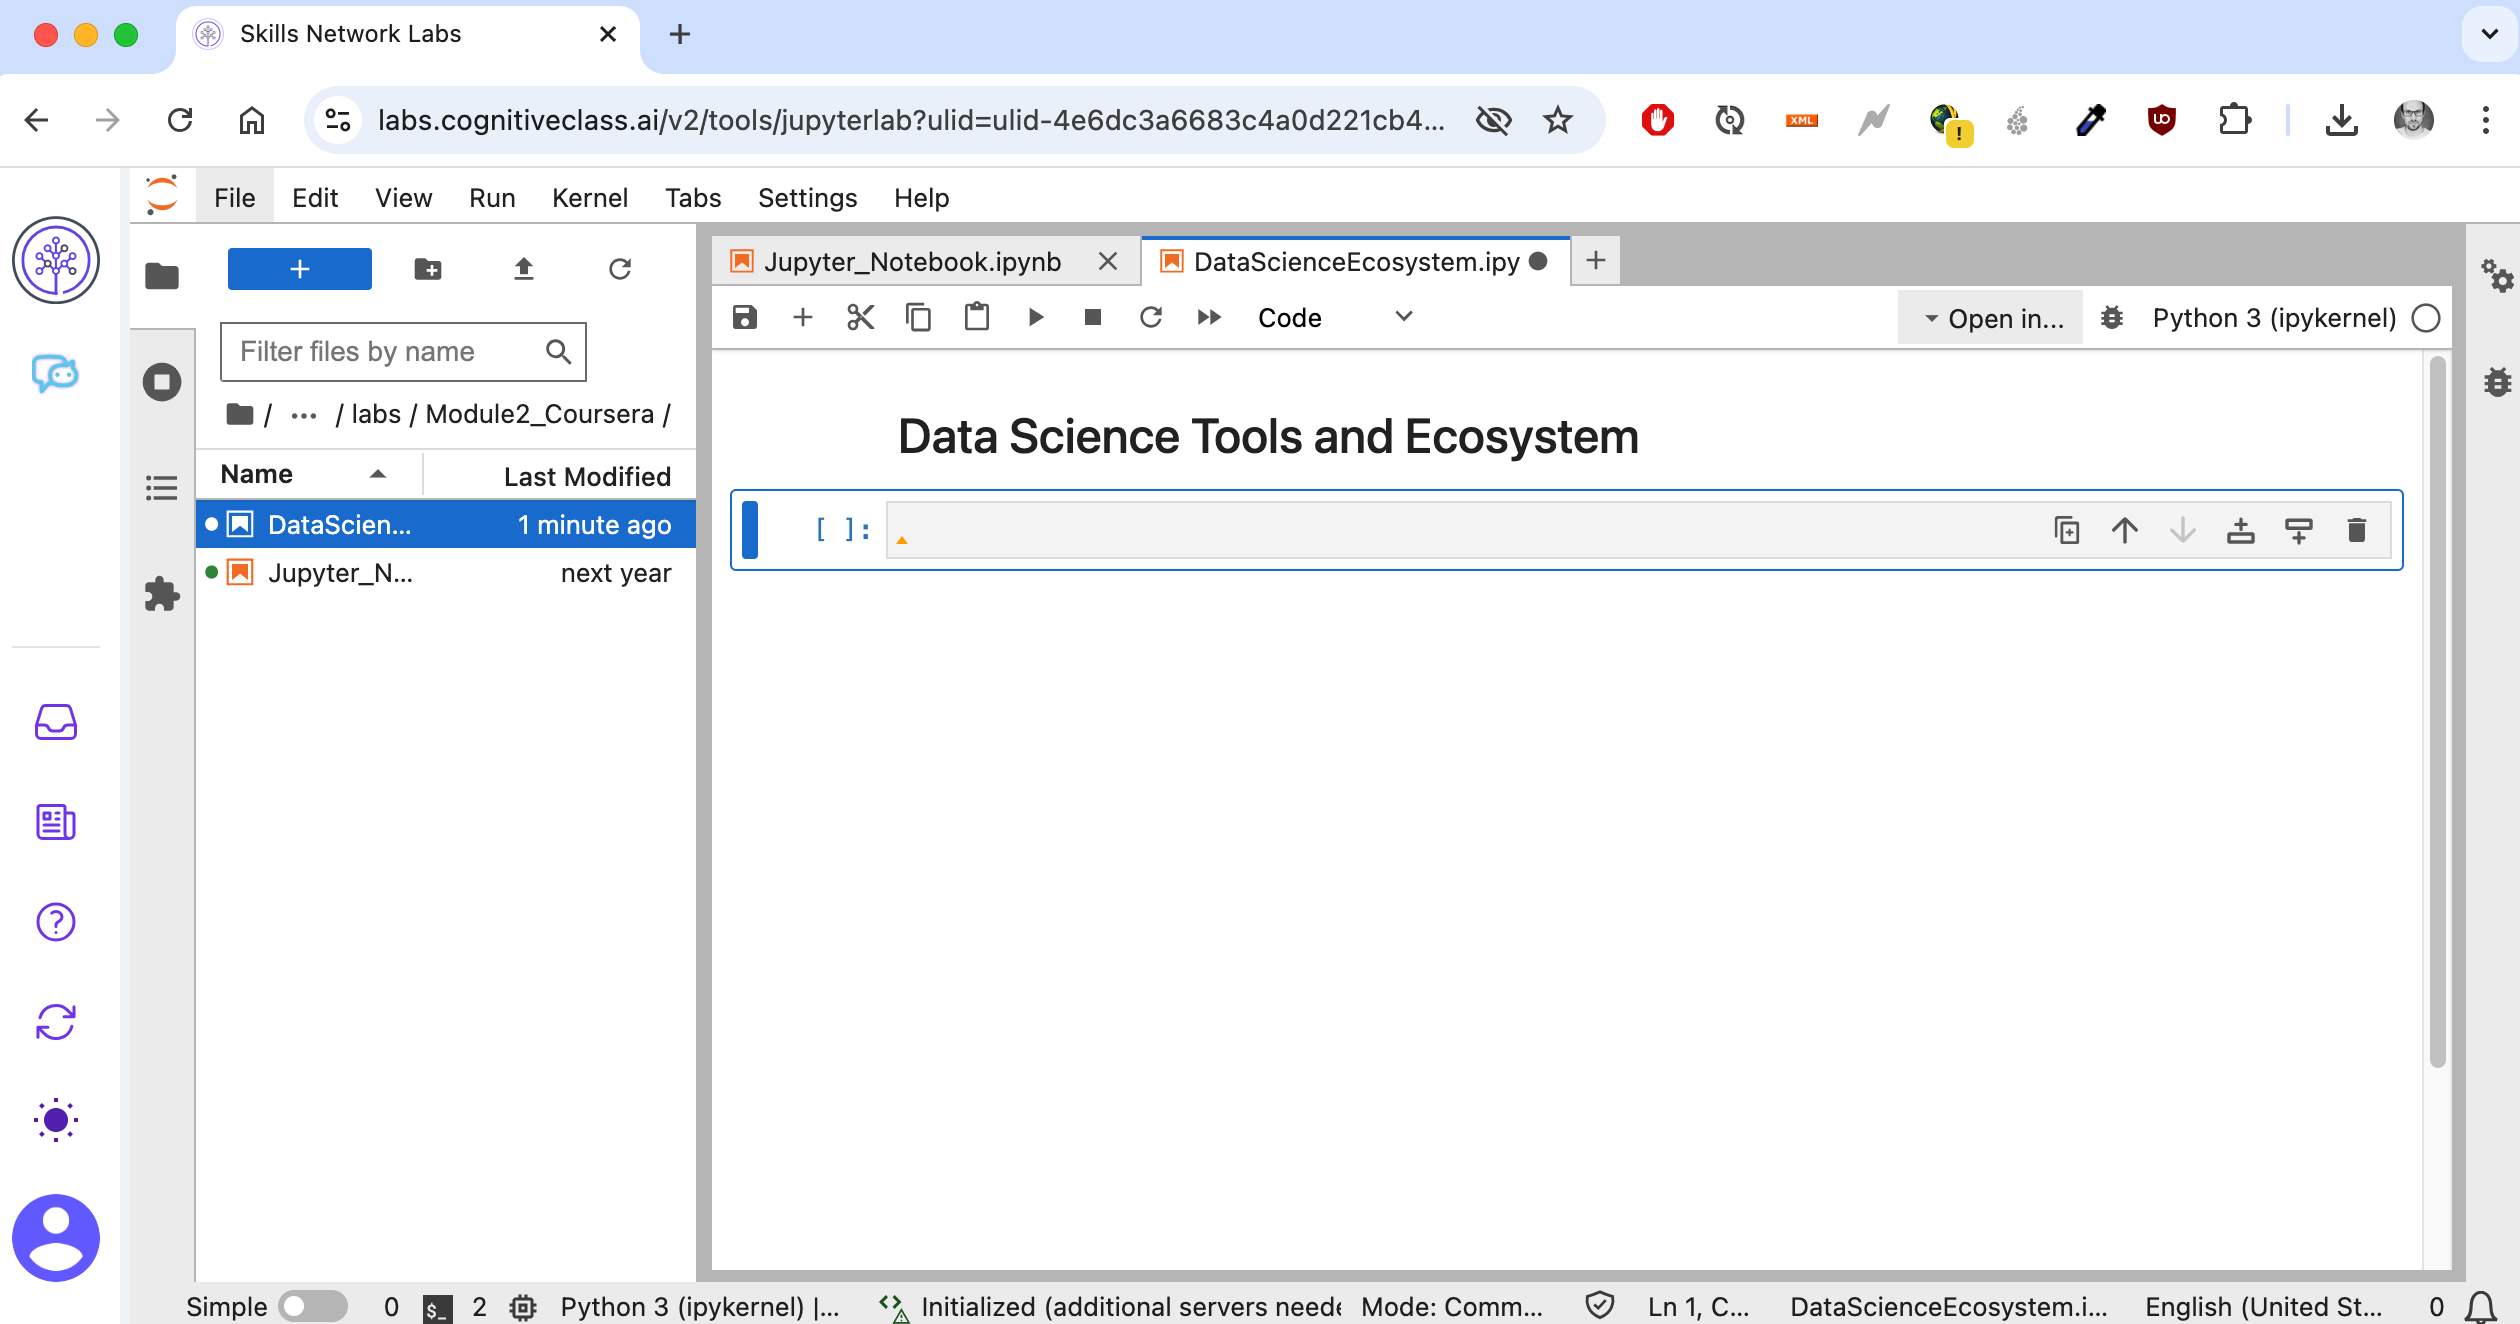 Skills Network Labs
labs.cognitiveclass.ai/v2/tools/jupyterlab?ulid=ulid-4e6dc3a6683c4a0d221cb4...
XML
!
UO
File Edit View Run Kernel Tabs Settings Help
Jupyter_Notebook.ipynb
DataScienceEcosystem.ipy
Code
Open in...
Python 3 (ipykernel)
Filter files by name
/ ... / labs / Module2_Coursera /
Name
Last Modified
DataScien... 1 minute ago
Jupyter_N... next year
Data Science Tools and Ecosystem
[ ]:
Simple 0 $_ 2 Python 3 (ipykernel) |... Initialized (additional servers neede Mode: Comm... Ln 1, C... DataScienceEcosystem.i... English (United St... 0